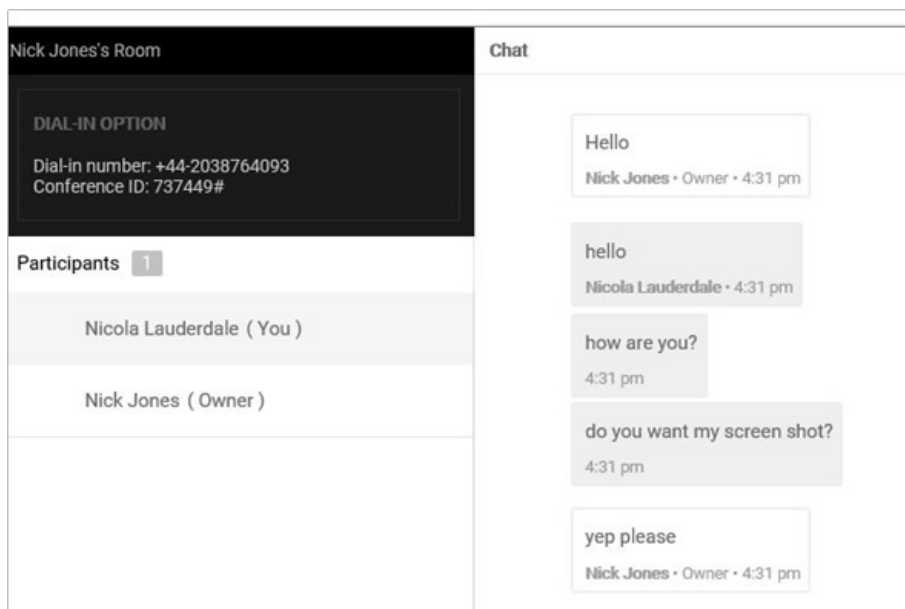 Nick Jones's Room
DIAL-IN OPTION
Dial-in number: +44-2038764093
Conference ID: 737449#
Participants 1
Nicola Lauderdale ( You )
Nick Jones ( Owner )
Chat
Hello
Nick Jones • Owner • 4:31 pm
hello
Nicola Lauderdale • 4:31 pm
how are you?
4:31 pm
do you want my screen shot?
4:31 pm
yep please
Nick Jones • Owner • 4:31 pm